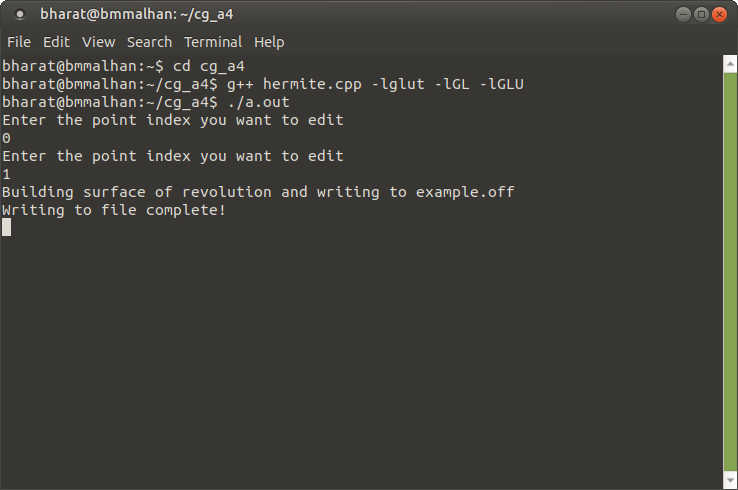 bharat@bmmalhan: ~/cg_a4
File Edit View Search Terminal Help
bharat@bmmalhan:~$ cd cg_a4
bharat@bmmalhan:~/cg_a4$ g++ hermite.cpp -lglut -lGL -lGLU
bharat@bmmalhan:~/cg_a4$ ./a.out
Enter the point index you want to edit
0
Enter the point index you want to edit
1
Building surface of revolution and writing to example.off
Writing to file complete!